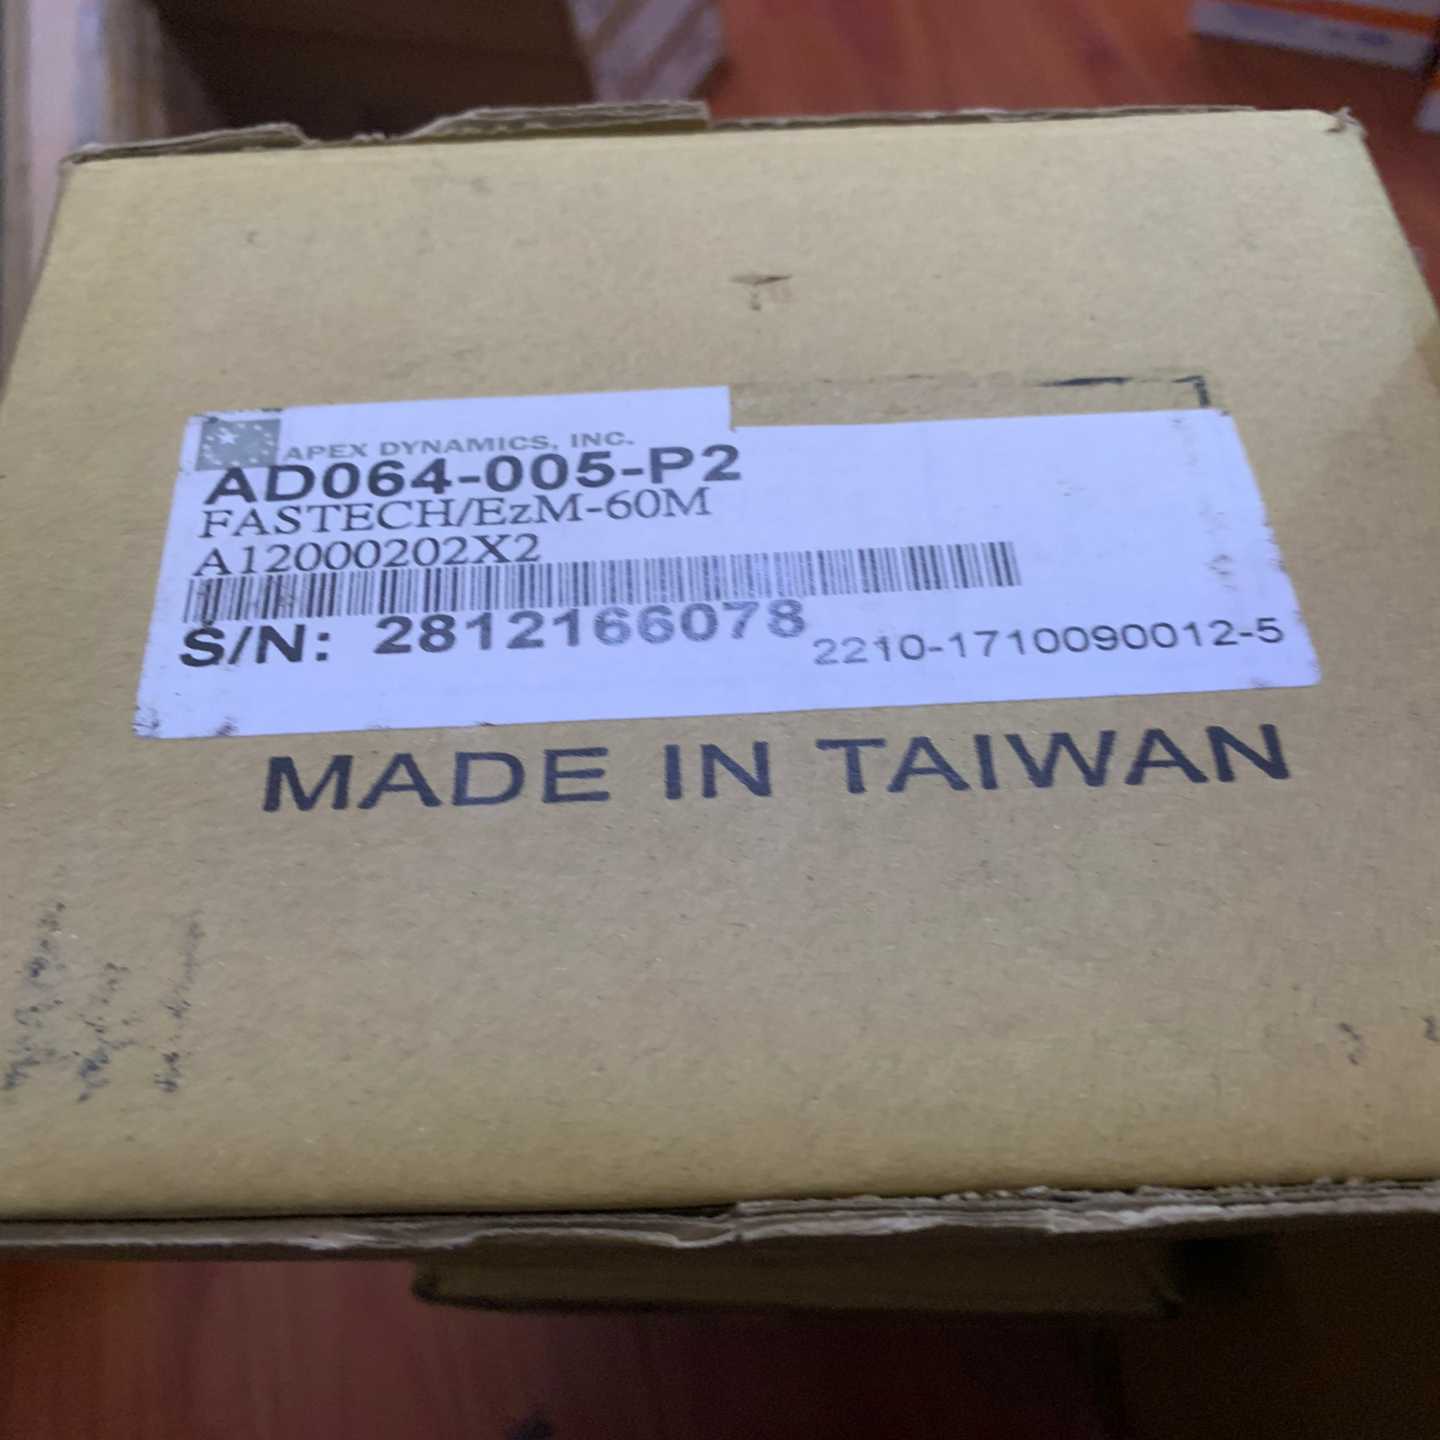 APEX DYNAMICS, INC.
AD064-005-P2
FASTECH/EzM-60M
A12000202X2
S/N: 2812166078
2210-1710090012-5
MADE IN TAIWAN